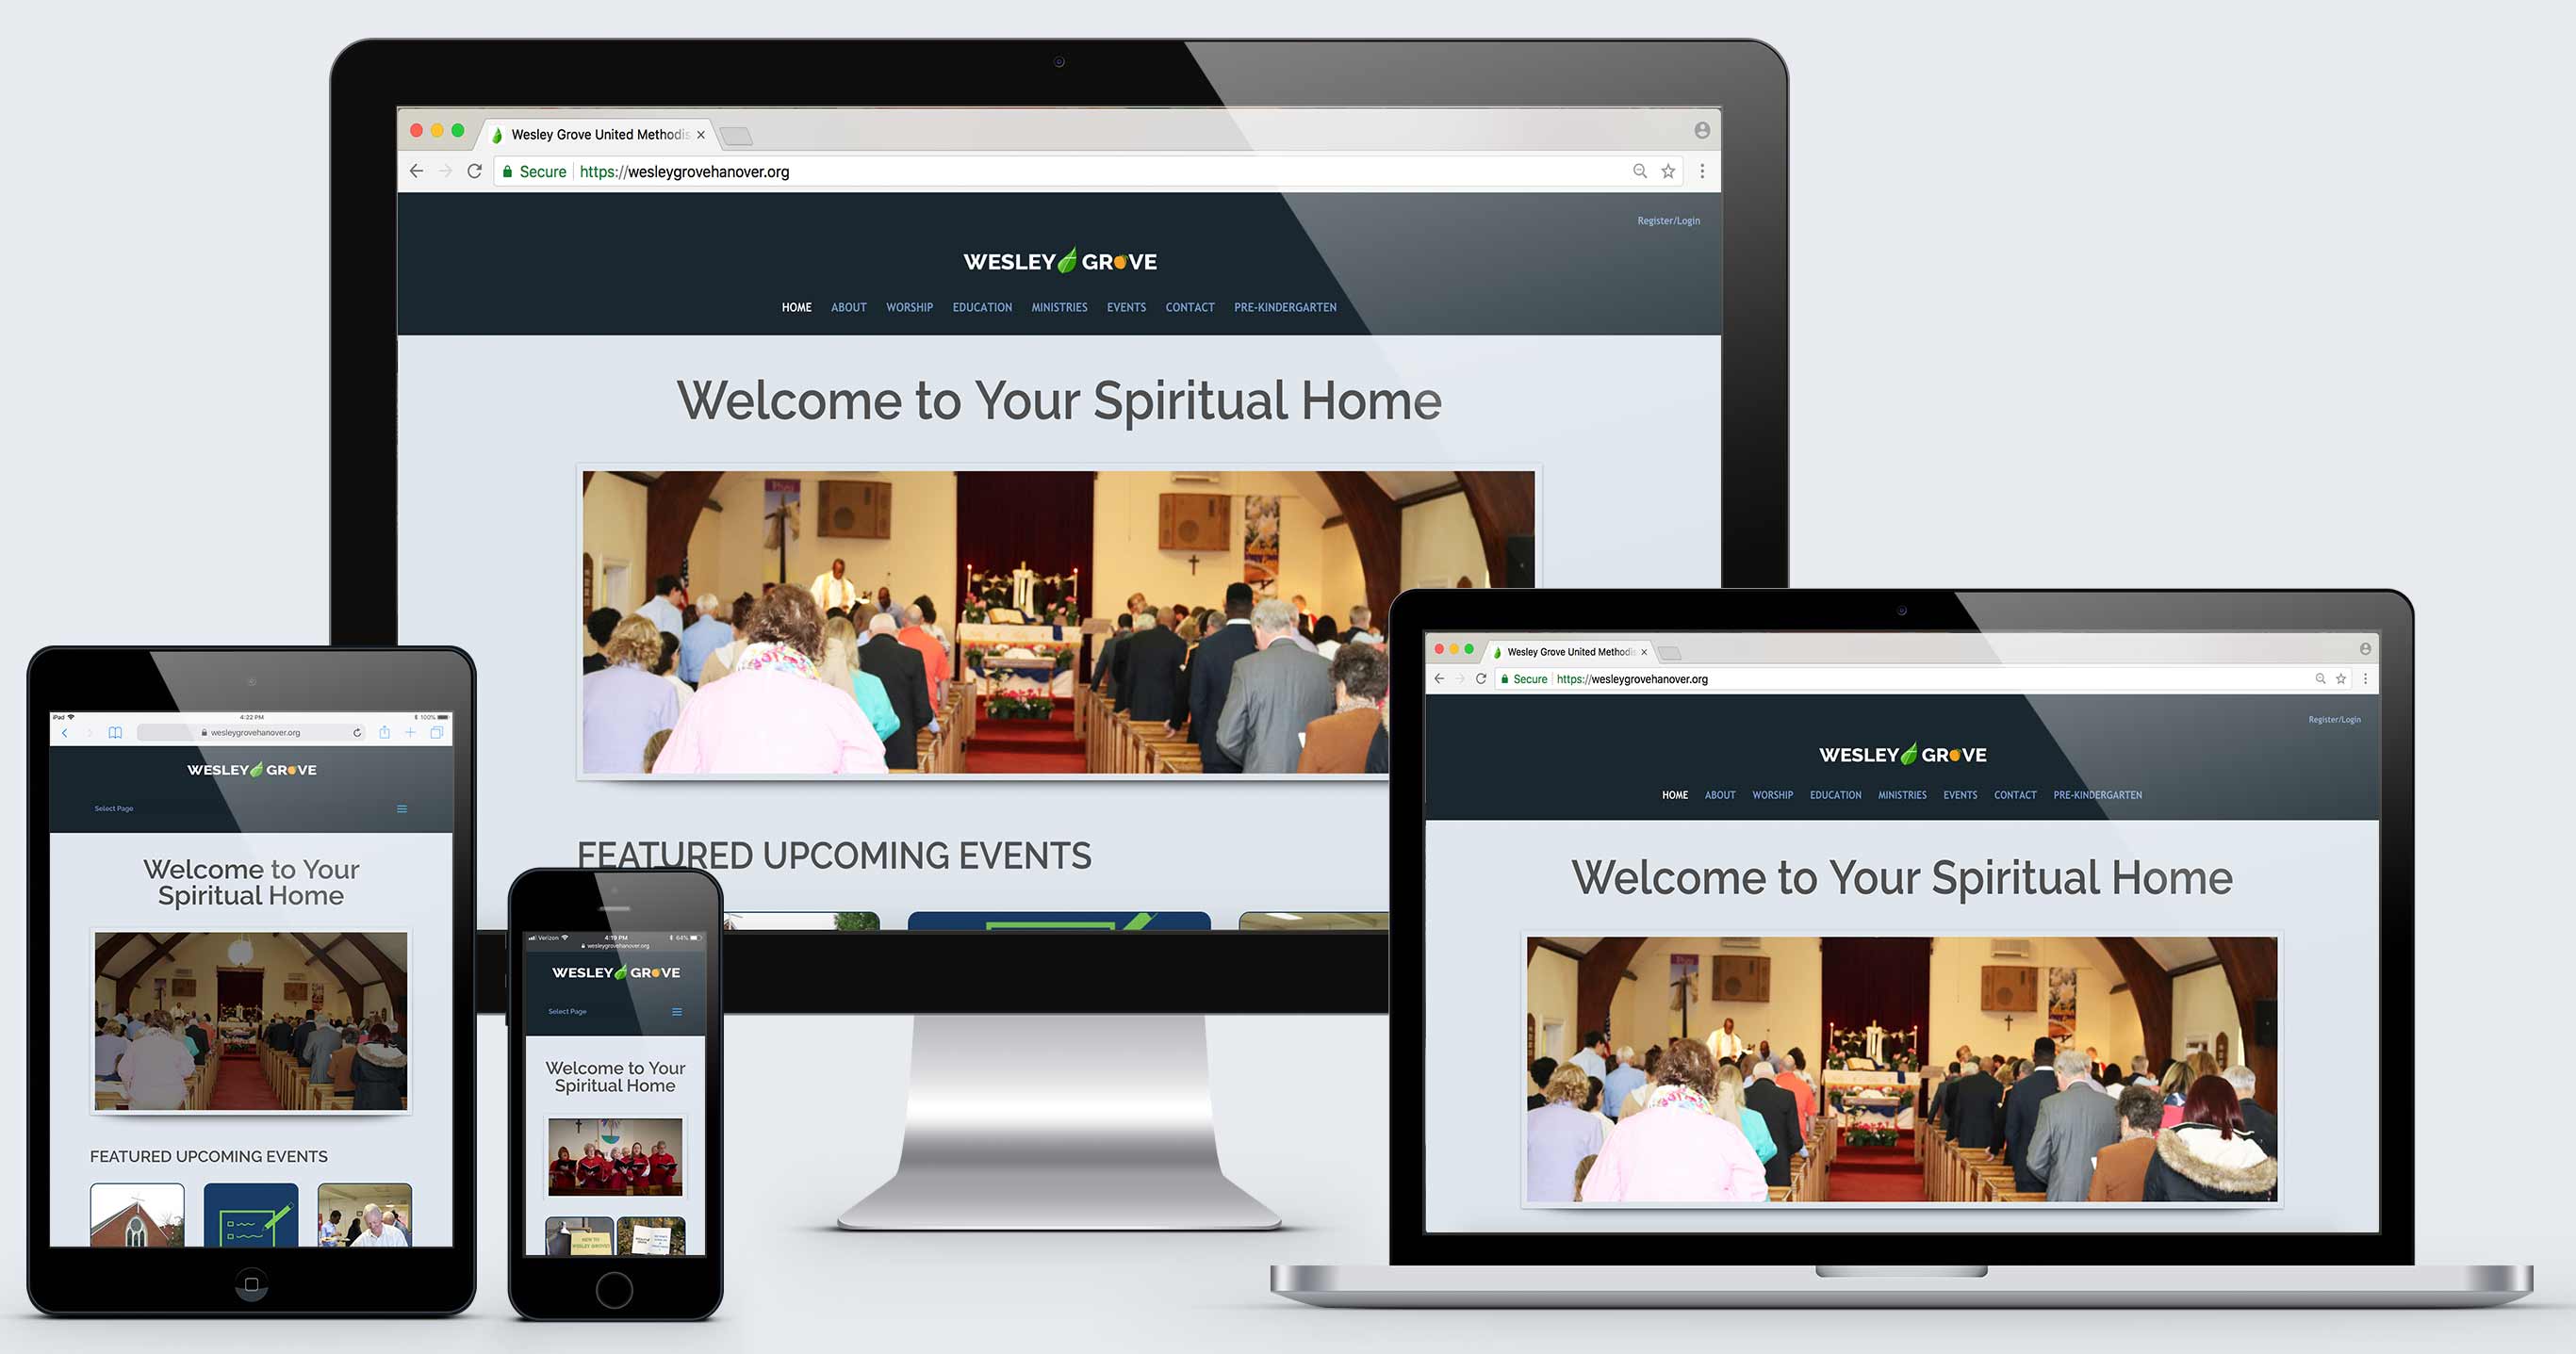 Wesley Grove United Methodis
Secure https://wesleygrovehanover.org
Register/Login
WESLEY GROVE
HOME ABOUT WORSHIP EDUCATION MINISTRIES EVENTS CONTACT PRE-KINDERGARTEN
Welcome to Your Spiritual Home
FEATURED UPCOMING EVENTS
iPad 4:22 PM 100%
wesleygrovehanover.org
WESLEY GROVE
Select Page
Welcome to Your
Spiritual Home
FEATURED UPCOMING EVENTS
Verizon 4:19 PM 64%
wesleygrovehanover.org
WESLEY GROVE
Select Page
Welcome to Your
Spiritual Home
NEW TO
WESLEY GROVE?
Wesley Grove United Methodis
Secure https://wesleygrovehanover.org
Register/Login
WESLEY GROVE
HOME ABOUT WORSHIP EDUCATION MINISTRIES EVENTS CONTACT PRE-KINDERGARTEN
Welcome to Your Spiritual Home